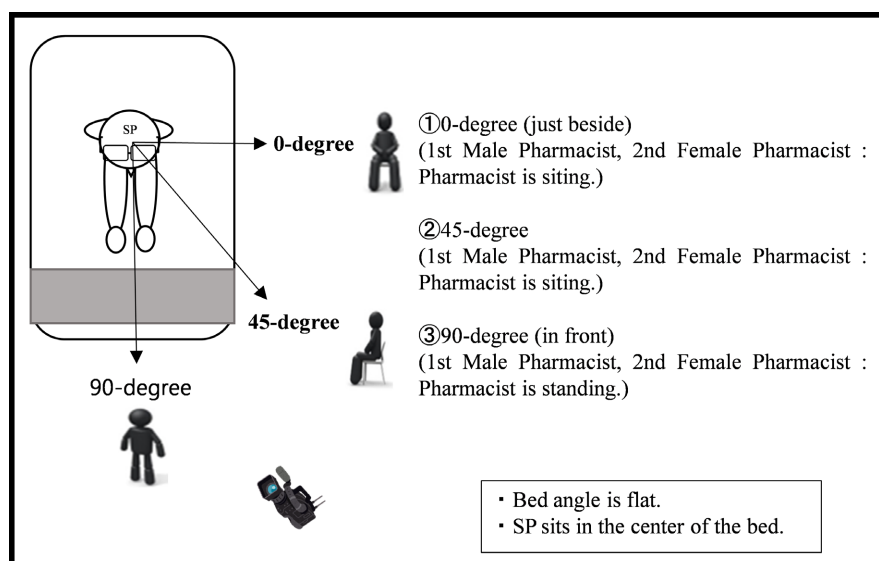 SP
0-degree
45-degree
90-degree
①0-degree (just beside)
(1st Male Pharmacist, 2nd Female Pharmacist :
Pharmacist is siting.)
②45-degree
(1st Male Pharmacist, 2nd Female Pharmacist :
Pharmacist is siting.)
③90-degree (in front)
(1st Male Pharmacist, 2nd Female Pharmacist :
Pharmacist is standing.)
・Bed angle is flat.
・SP sits in the center of the bed.